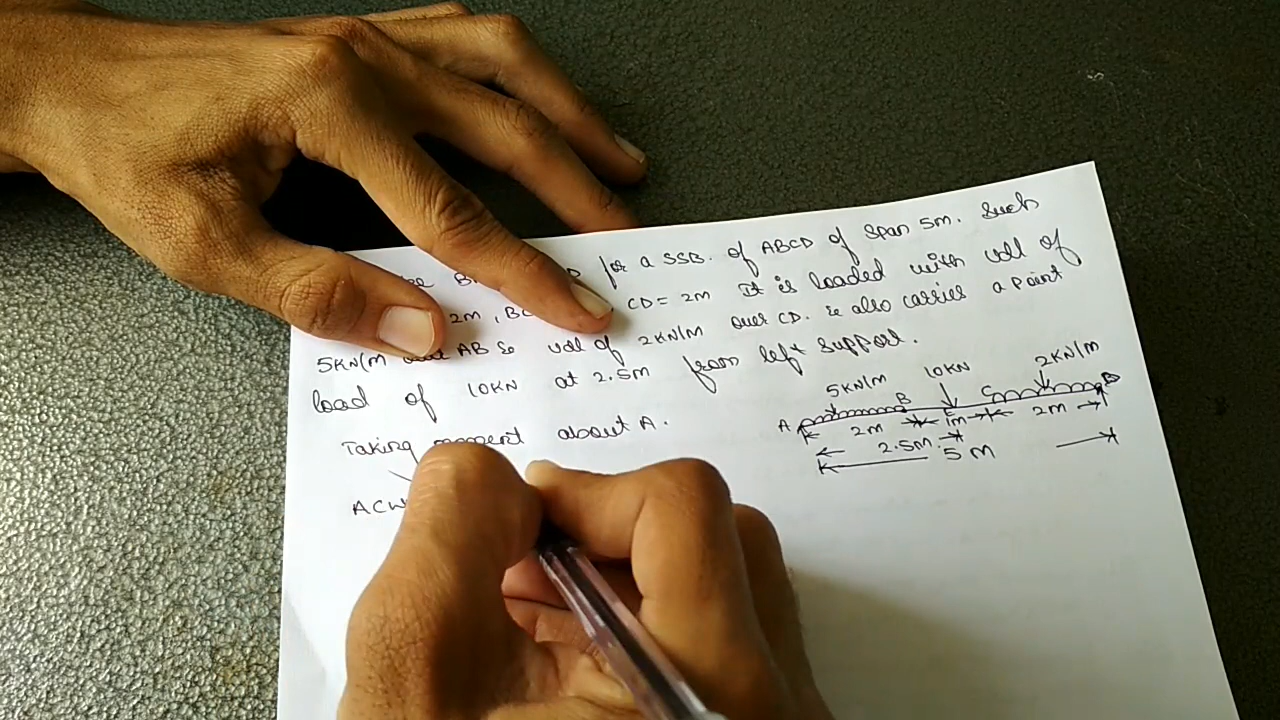 for a SSB. of ABCD of span 5m. Such
2m, CD= 2m It is loaded with udl of
5KN/M AB & udl of 2KN/M over CD. & also carries a point
load of 10KN at 2.5m from left support.
Taking moment about A.
ACW
5KN/M 10KN 2KN/M
A B E C D
2m 1m 2m
2.5m.
5M